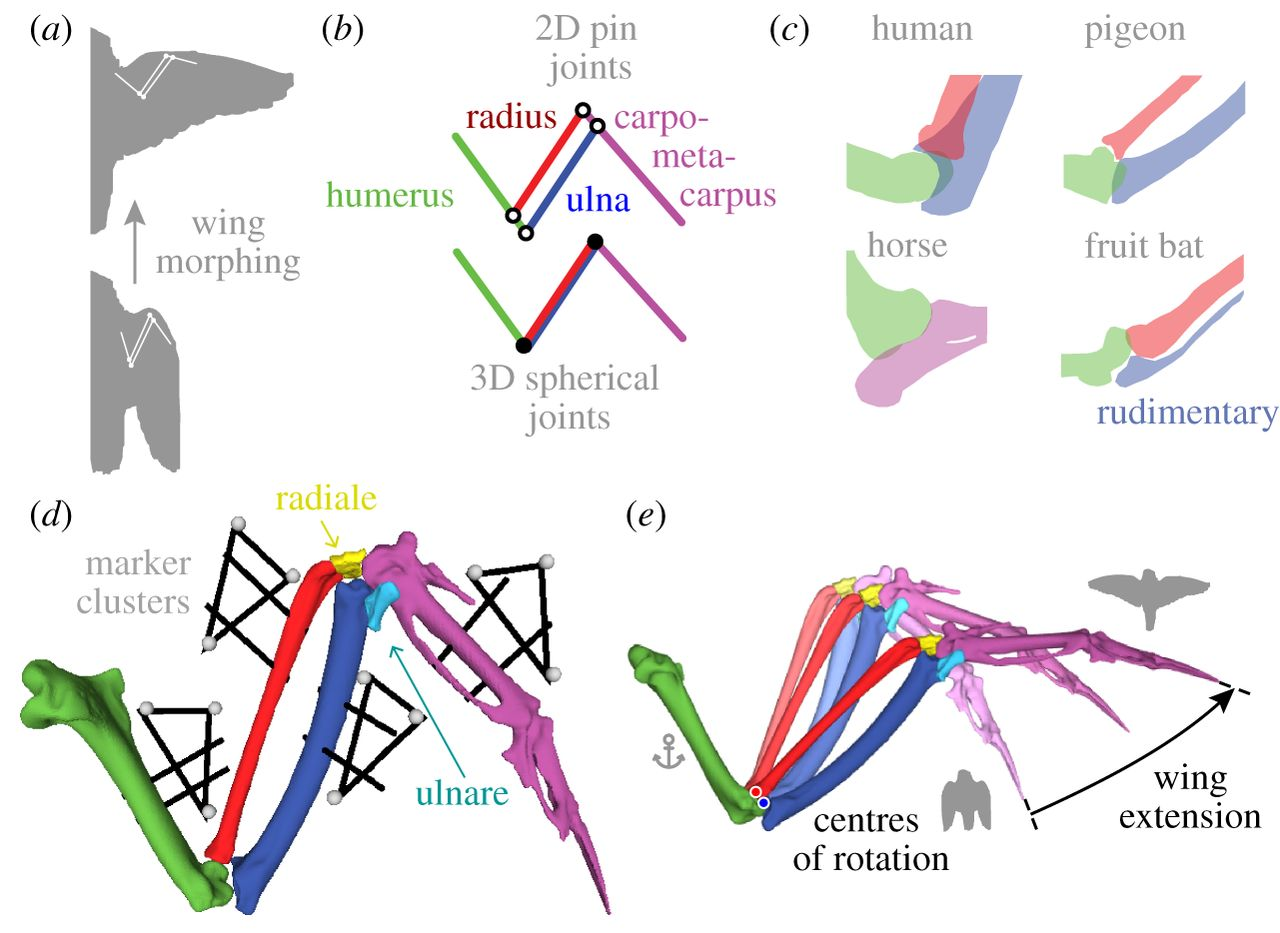 (a)
wing
morphing
(b)
2D pin
joints
radius
carpo-
meta-
carpus
humerus
ulna
3D spherical
joints
(c)
human
pigeon
horse
fruit bat
rudimentary
(d)
radiale
marker
clusters
ulnare
(e)
centres
of rotation
wing
extension